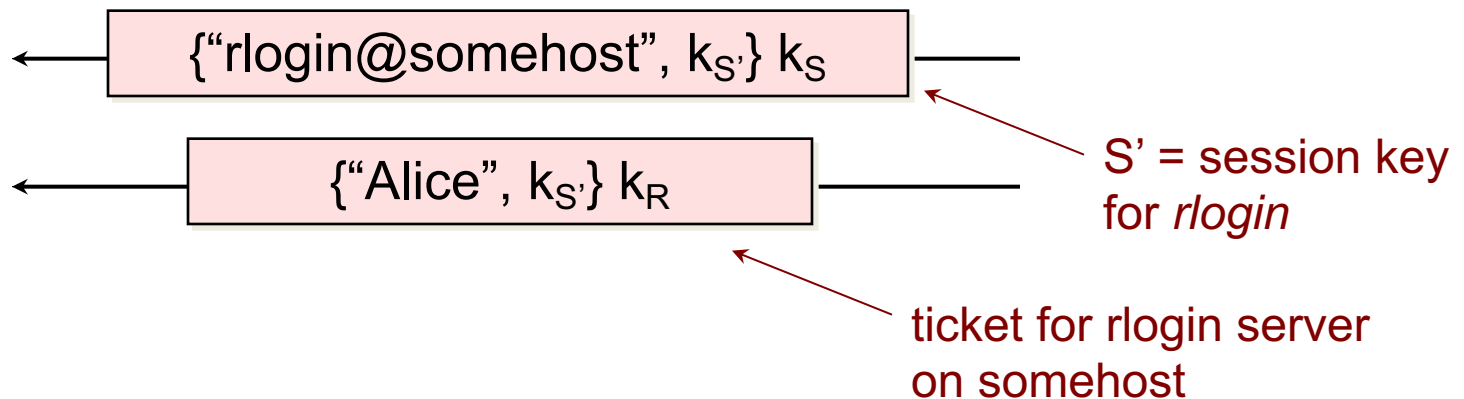 {“rlogin@somehost”, kS’} kS
{“Alice”, kS’} kR
S’ = session key
for rlogin
ticket for rlogin server
on somehost